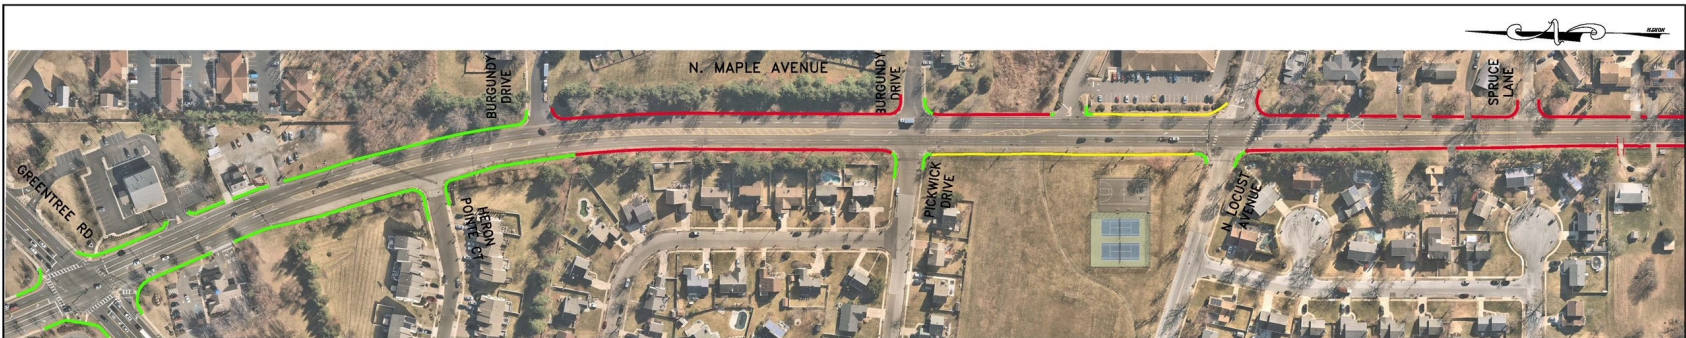 N. MAPLE AVENUE
BURGUNDY
DRIVE
BURGUNDY
DRIVE
SPRUCE
LANE
GREENTREE RD
HERON
POINTE CT
PICKWICK
DRIVE
N LOCUST
AVENUE